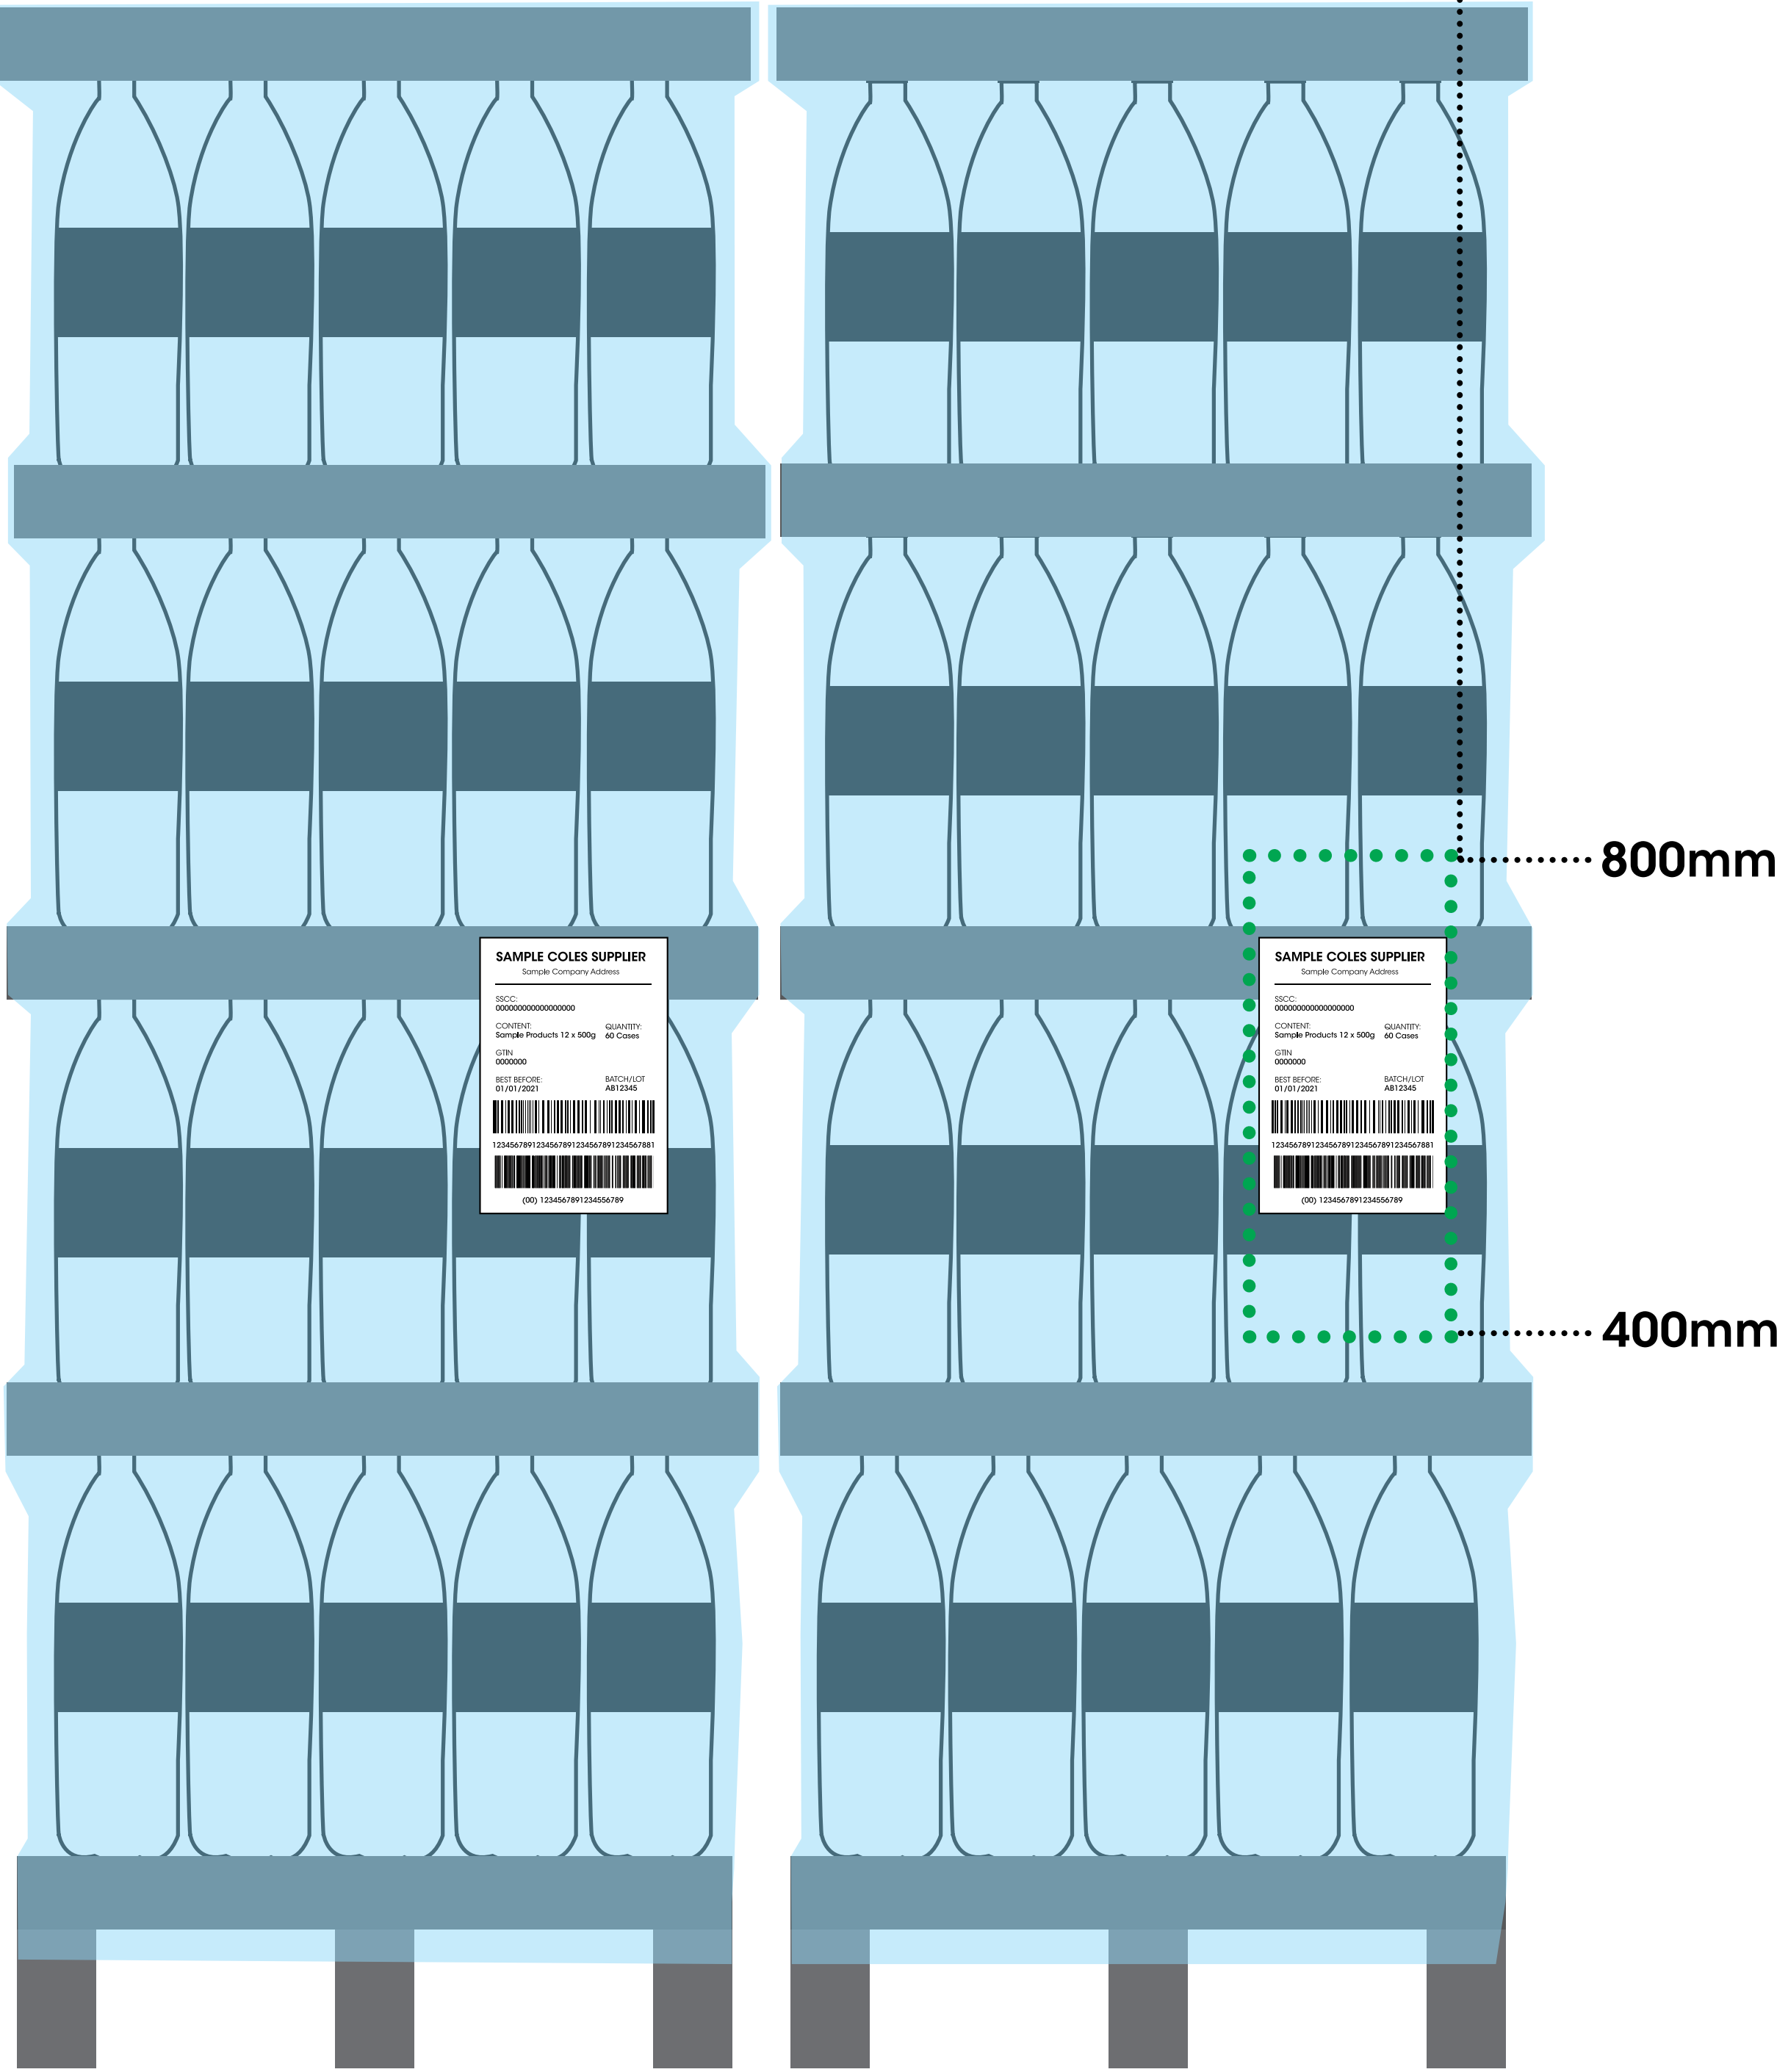 800mm
SAMPLE COLES SUPPLIER
Sample Company Address
SSCC:
000000000000000000
CONTENT: QUANTITY:
Sample Products 12 x 500g 60 Cases
GTIN
0000000
BEST BEFORE: BATCH/LOT
01/01/2021 AB12345
12345678912345678912345678912345678​81
(00) 1234567891234556789
SAMPLE COLES SUPPLIER
Sample Company Address
SSCC:
000000000000000000
CONTENT: QUANTITY:
Sample Products 12 x 500g 60 Cases
GTIN
0000000
BEST BEFORE: BATCH/LOT
01/01/2021 AB12345
1234567891234567891234567891234567881
(00) 1234567891234556789
400mm